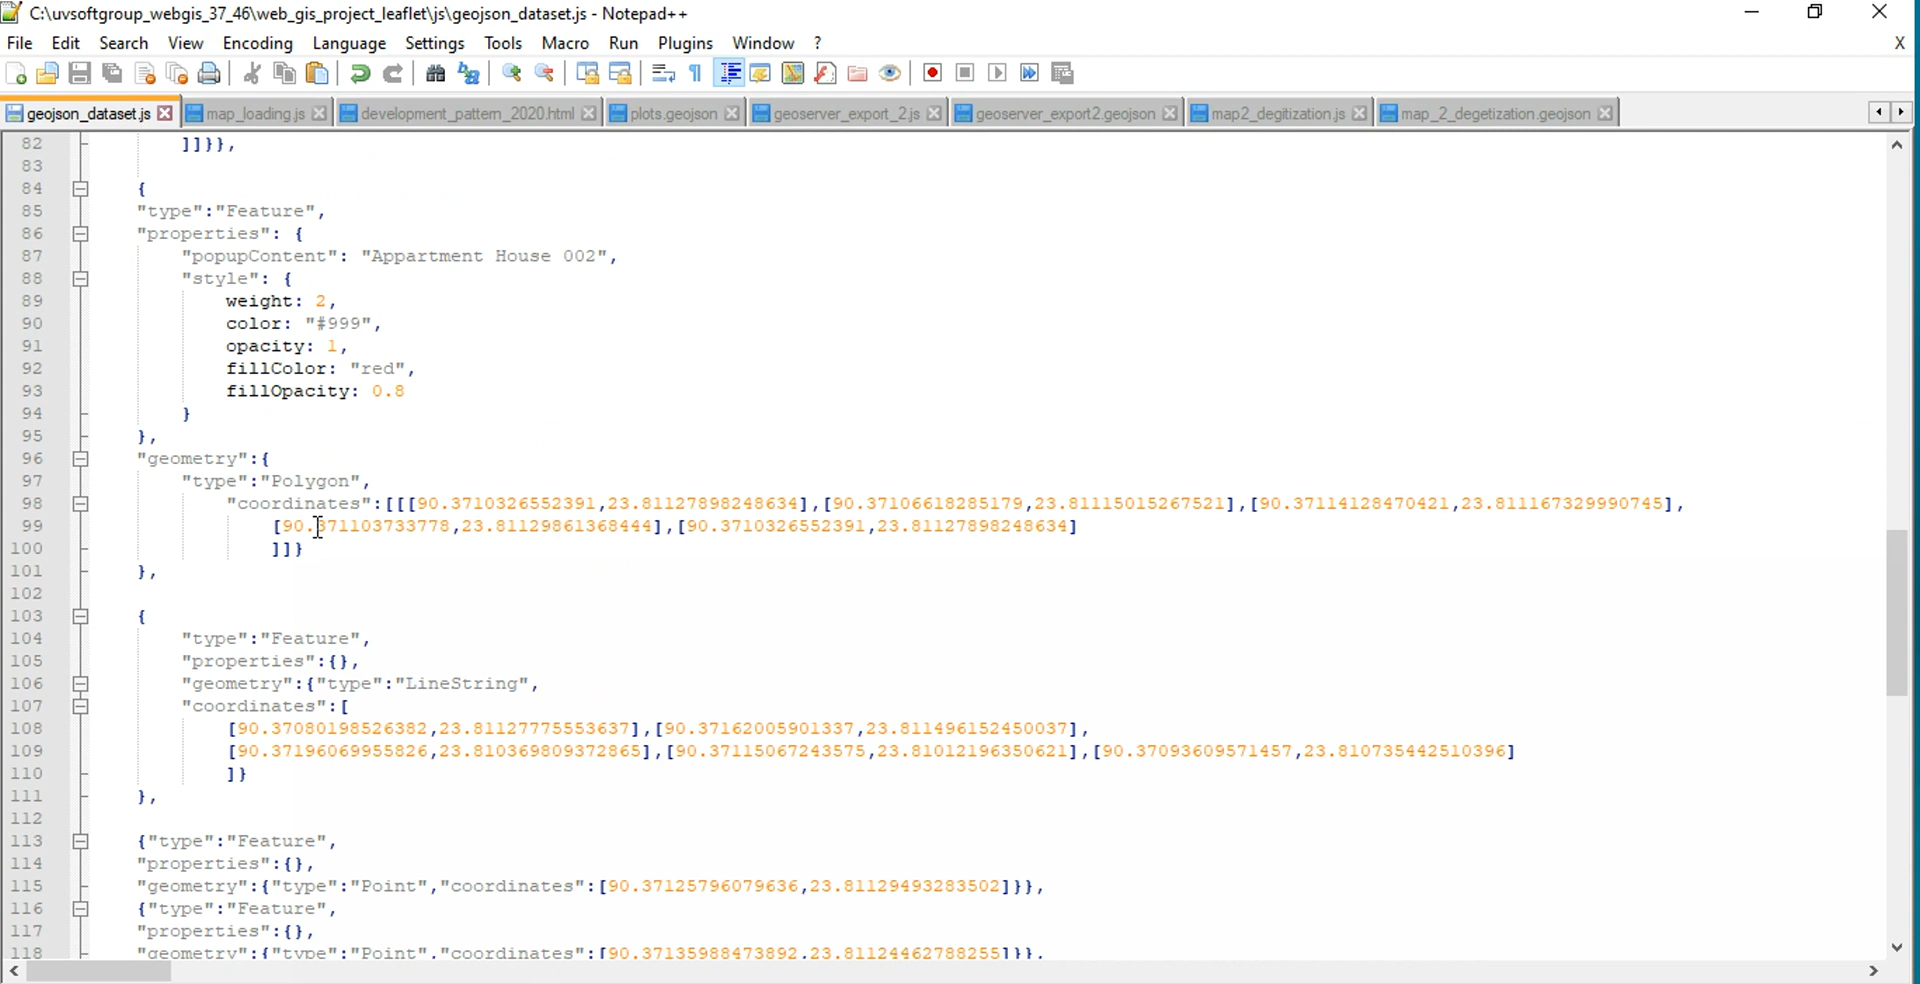 C:\uvsoftgroup_webgis_37_46\web_gis_project_leaflet\js\geojson_dataset.js - Notepad++
File Edit Search View Encoding Language Settings Tools Macro Run Plugins Window ? X
geojson_dataset.js map_loading.js development_pattern_2020.html plots.geojson geoserver_export_2.js geoserver_export2.geojson map2_degitization.js map_2_degetization.geojson
82 ]]}},
83
84 {
85 "type":"Feature",
86 "properties": {
87 "popupContent": "Appartment House 002",
88 "style": {
89 weight: 2,
90 color: "#999",
91 opacity: 1,
92 fillColor: "red",
93 fillOpacity: 0.8
94 }
95 },
96 "geometry":{
97 "type":"Polygon",
98 "coordinates":[[[90.3710326552391,23.81127898248634],[90.37106618285179,23.81115015267521],[90.37114128470421,23.8111673299907​45],
99 [90.371103733778,23.81129861368444],[90.3710326552391,23.81127898248634]
100 ]]}
101 },
102
103 {
104 "type":"Feature",
105 "properties":{},
106 "geometry":{"type":"LineString",
107 "coordinates":[
108 [90.37080198526382,23.81127775553637],[90.37162005901337,23.811496152450037],
109 [90.37196069955826,23.810369809372865],[90.37115067243575,23.81012196350621],[90.37093609571457,23.810735442510396]
110 ]}
111 },
112
113 {"type":"Feature",
114 "properties":{},
115 "geometry":{"type":"Point","coordinates":[90.37125796079636,23.81129493283502]}},
116 {"type":"Feature",
117 "properties":{},
118 "geometry":{"type":"Point","coordinates":[90.37135988473892,23.81124462788255]}},